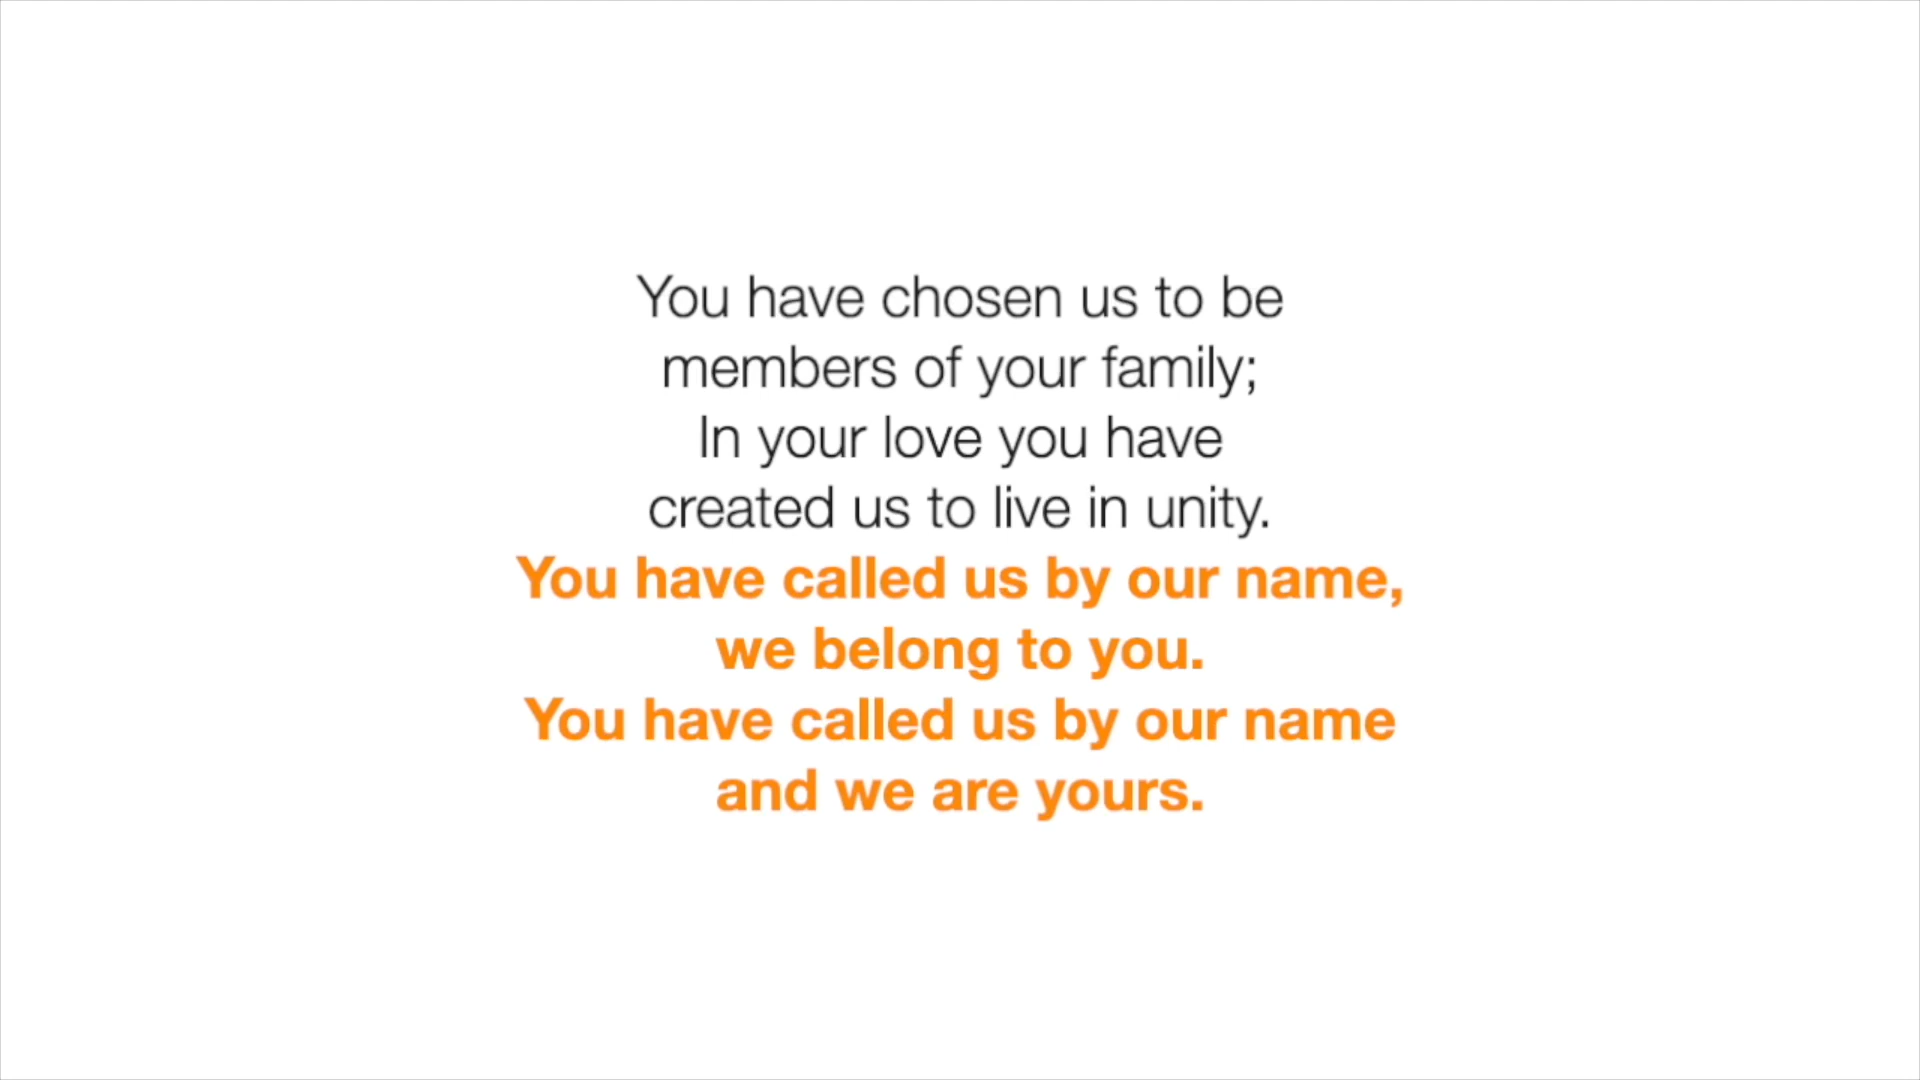 You have chosen us to be
members of your family;
In your love you have
created us to live in unity.
You have called us by our name,
we belong to you.
You have called us by our name
and we are yours.